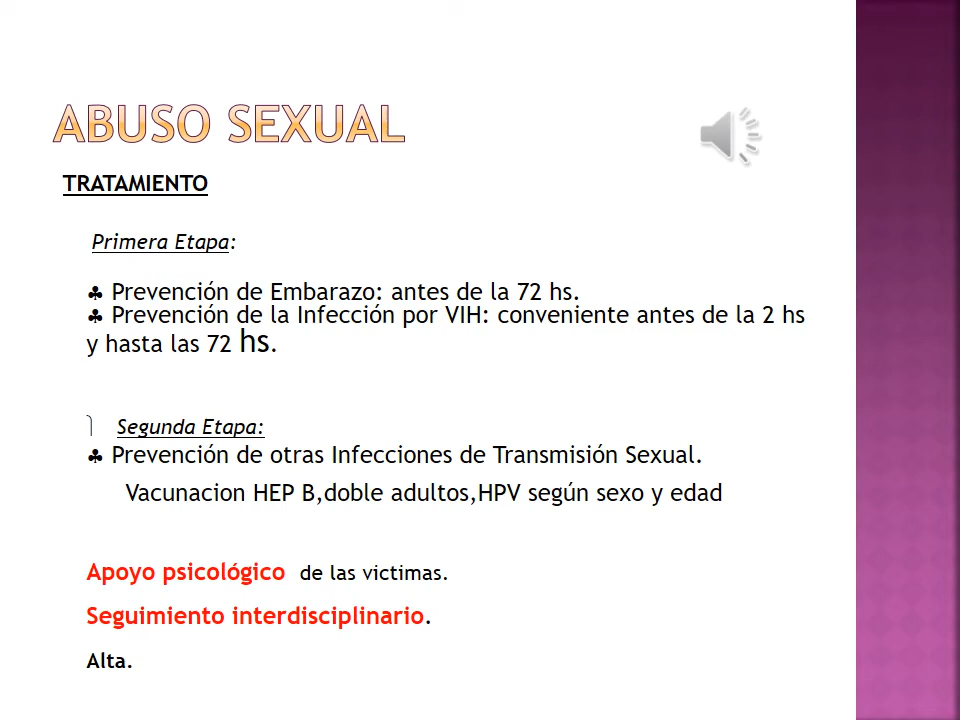 ABUSO SEXUAL
TRATAMIENTO
Primera Etapa:
♣ Prevención de Embarazo: antes de la 72 hs.
♣ Prevención de la Infección por VIH: conveniente antes de la 2 hs
y hasta las 72 hs.
Segunda Etapa:
♣ Prevención de otras Infecciones de Transmisión Sexual.
Vacunacion HEP B,doble adultos,HPV según sexo y edad
Apoyo psicológico de las victimas.
Seguimiento interdisciplinario.
Alta.